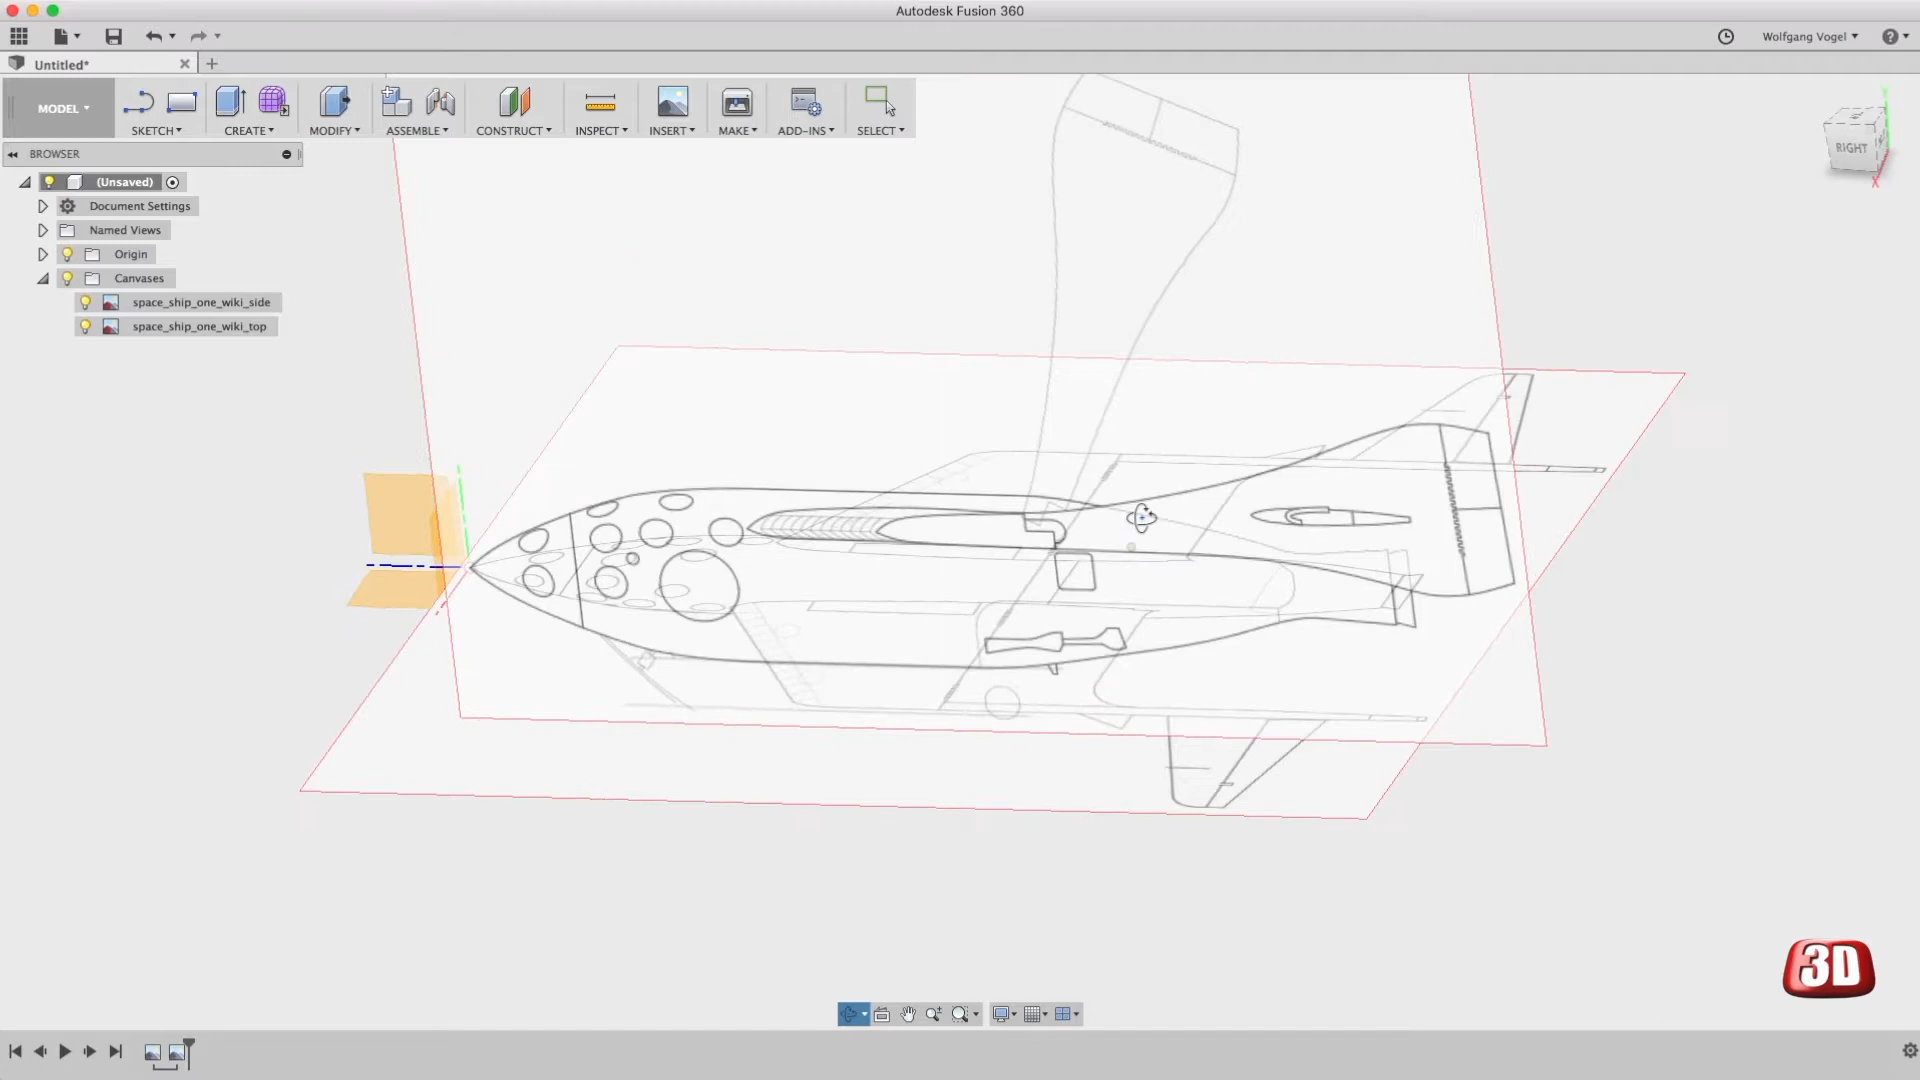 Autodesk Fusion 360
Wolfgang Vogel
Untitled*
MODEL
SKETCH
CREATE
MODIFY
ASSEMBLE
CONSTRUCT
INSPECT
INSERT
MAKE
ADD-INS
SELECT
RIGHT
X
BROWSER
(Unsaved)
Document Settings
Named Views
Origin
Canvases
space_ship_one_wiki_side
space_ship_one_wiki_top
3D